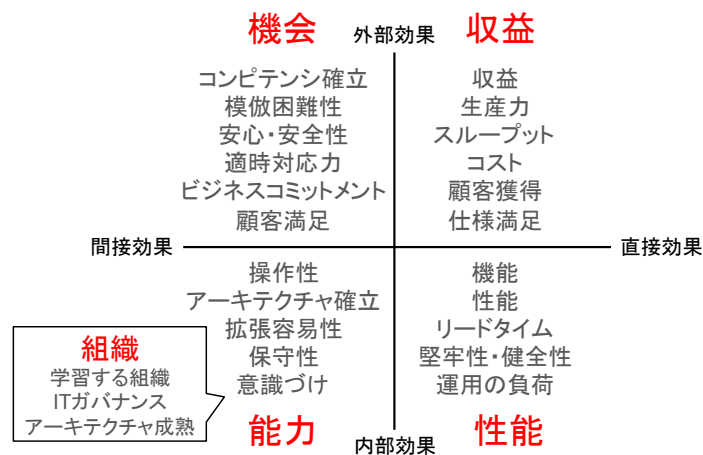 機会
外部効果
収益
コンピテンシ確立
模倣困難性
安心・安全性
適時対応力
ビジネスコミットメント
顧客満足
収益
生産力
スループット
コスト
顧客獲得
仕様満足
間接効果
直接効果
操作性
アーキテクチャ確立
拡張容易性
保守性
意識づけ
機能
性能
リードタイム
堅牢性・健全性
運用の負荷
組織
学習する組織
ITガバナンス
アーキテクチャ成熟
能力
内部効果
性能